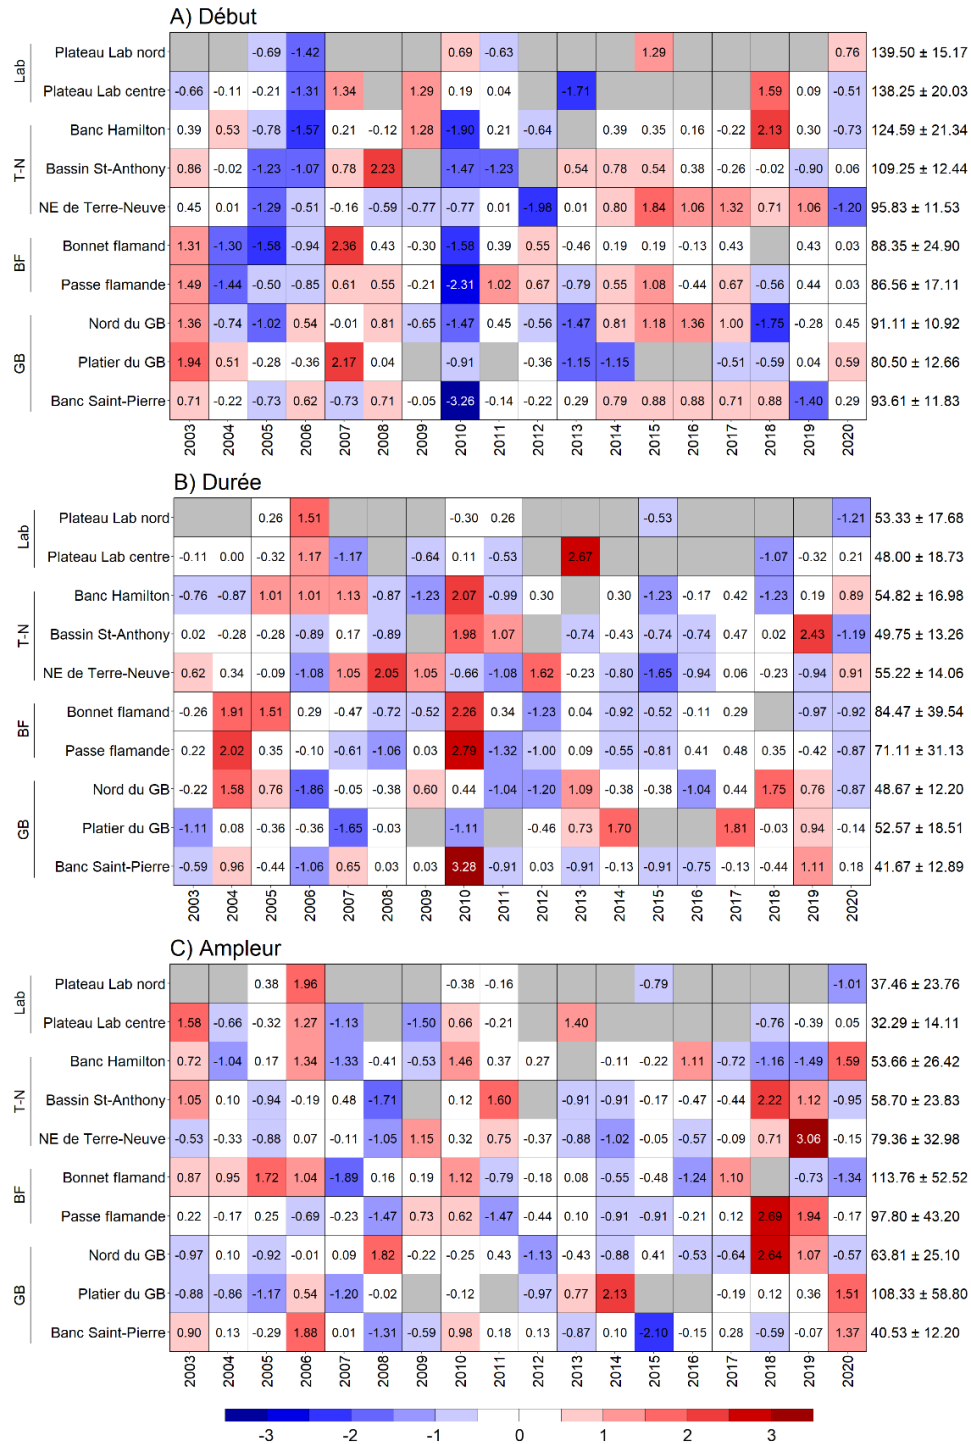 A) Début
Lab
Plateau Lab nord -0.69 -1.42 0.69 -0.63 1.29 0.76 139.50 ± 15.17
Plateau Lab centre -0.66 -0.11 -0.21 -1.31 1.34 1.29 0.19 0.04 -1.71 1.59 0.09 -0.51 138.25 ± 20.03
T-N
Banc Hamilton 0.39 0.53 -0.78 -1.57 0.21 -0.12 1.28 -1.90 0.21 -0.64 0.39 0.35 0.16 -0.22 2.13 0.30 -0.73 124.59 ± 21.34
Bassin St-Anthony 0.86 -0.02 -1.23 -1.07 0.78 2.23 -1.47 -1.23 0.54 0.78 0.54 0.38 -0.26 -0.02 -0.90 0.06 109.25 ± 12.44
NE de Terre-Neuve 0.45 0.01 -1.29 -0.51 -0.16 -0.59 -0.77 -0.77 0.01 -1.98 0.01 0.80 1.84 1.06 1.32 0.71 1.06 -1.20 95.83 ± 11.53
BF
Bonnet flamand 1.31 -1.30 -1.58 -0.94 2.36 0.43 -0.30 -1.58 0.39 0.55 -0.46 0.19 0.19 -0.13 0.43 0.43 0.03 88.35 ± 24.90
Passe flamande 1.49 -1.44 -0.50 -0.85 0.61 0.55 -0.21 -2.31 1.02 0.67 -0.79 0.55 1.08 -0.44 0.67 -0.56 0.44 0.03 86.56 ± 17.11
GB
Nord du GB 1.36 -0.74 -1.02 0.54 -0.01 0.81 -0.65 -1.47 0.45 -0.56 -1.47 0.81 1.18 1.36 1.00 -1.75 -0.28 0.45 91.11 ± 10.92
Platier du GB 1.94 0.51 -0.28 -0.36 2.17 0.04 -0.91 -0.36 -1.15 -1.15 -0.51 -0.59 0.04 0.59 80.50 ± 12.66
Banc Saint-Pierre 0.71 -0.22 -0.73 0.62 -0.73 0.71 -0.05 -3.26 -0.14 -0.22 0.29 0.79 0.88 0.88 0.71 0.88 -1.40 0.29 93.61 ± 11.83
2003 2004 2005 2006 2007 2008 2009 2010 2011 2012 2013 2014 2015 2016 2017 2018 2019 2020
B) Durée
Lab
Plateau Lab nord 0.26 1.51 -0.30 0.26 -0.53 -1.21 53.33 ± 17.68
Plateau Lab centre -0.11 0.00 -0.32 1.17 -1.17 -0.64 0.11 -0.53 2.67 -1.07 -0.32 0.21 48.00 ± 18.73
T-N
Banc Hamilton -0.76 -0.87 1.01 1.01 1.13 -0.87 -1.23 2.07 -0.99 0.30 0.30 -1.23 -0.17 0.42 -1.23 0.19 0.89 54.82 ± 16.98
Bassin St-Anthony 0.02 -0.28 -0.28 -0.89 0.17 -0.89 1.98 1.07 -0.74 -0.43 -0.74 -0.74 0.47 0.02 2.43 -1.19 49.75 ± 13.26
NE de Terre-Neuve 0.62 0.34 -0.09 -1.08 1.05 2.05 1.05 -0.66 -1.08 1.62 -0.23 -0.80 -1.65 -0.94 0.06 -0.23 -0.94 0.91 55.22 ± 14.06
BF
Bonnet flamand -0.26 1.91 1.51 0.29 -0.47 -0.72 -0.52 2.26 0.34 -1.23 0.04 -0.92 -0.52 -0.11 0.29 -0.97 -0.92 84.47 ± 39.54
Passe flamande 0.22 2.02 0.35 -0.10 -0.61 -1.06 0.03 2.79 -1.32 -1.00 0.09 -0.55 -0.81 0.41 0.48 0.35 -0.42 -0.87 71.11 ± 31.13
GB
Nord du GB -0.22 1.58 0.76 -1.86 -0.05 -0.38 0.60 0.44 -1.04 -1.20 1.09 -0.38 -0.38 -1.04 0.44 1.75 0.76 -0.87 48.67 ± 12.20
Platier du GB -1.11 0.08 -0.36 -0.36 -1.65 -0.03 -1.11 -0.46 0.73 1.70 1.81 -0.03 0.94 -0.14 52.57 ± 18.51
Banc Saint-Pierre -0.59 0.96 -0.44 -1.06 0.65 0.03 0.03 3.28 -0.91 0.03 -0.91 -0.13 -0.91 -0.75 -0.13 -0.44 1.11 0.18 41.67 ± 12.89
2003 2004 2005 2006 2007 2008 2009 2010 2011 2012 2013 2014 2015 2016 2017 2018 2019 2020
C) Ampleur
Lab
Plateau Lab nord 0.38 1.96 -0.38 -0.16 -0.79 -1.01 37.46 ± 23.76
Plateau Lab centre 1.58 -0.66 -0.32 1.27 -1.13 -1.50 0.66 -0.21 1.40 -0.76 -0.39 0.05 32.29 ± 14.11
T-N
Banc Hamilton 0.72 -1.04 0.17 1.34 -1.33 -0.41 -0.53 1.46 0.37 0.27 -0.11 -0.22 1.11 -0.72 -1.16 -1.49 1.59 53.66 ± 26.42
Bassin St-Anthony 1.05 0.10 -0.94 -0.19 0.48 -1.71 0.12 1.60 -0.91 -0.91 -0.17 -0.47 -0.44 2.22 1.12 -0.95 58.70 ± 23.83
NE de Terre-Neuve -0.53 -0.33 -0.88 0.07 -0.11 -1.05 1.15 0.32 0.75 -0.37 -0.88 -1.02 -0.05 -0.57 -0.09 0.71 3.06 -0.15 79.36 ± 32.98
BF
Bonnet flamand 0.87 0.95 1.72 1.04 -1.89 0.16 0.19 1.12 -0.79 -0.18 0.08 -0.55 -0.48 -1.24 1.10 -0.73 -1.34 113.76 ± 52.52
Passe flamande 0.22 -0.17 0.25 -0.69 -0.23 -1.47 0.73 0.62 -1.47 -0.44 0.10 -0.91 -0.91 -0.21 0.12 2.69 1.94 -0.17 97.80 ± 43.20
GB
Nord du GB -0.97 0.10 -0.92 -0.01 0.09 1.82 -0.22 -0.25 0.43 -1.13 -0.43 -0.88 0.41 -0.53 -0.64 2.64 1.07 -0.57 63.81 ± 25.10
Platier du GB -0.88 -0.86 -1.17 0.54 -1.20 -0.02 -0.12 -0.97 0.77 2.13 -0.19 0.12 0.36 1.51 108.33 ± 58.80
Banc Saint-Pierre 0.90 0.13 -0.29 1.88 0.01 -1.31 -0.59 0.98 0.18 0.13 -0.87 0.10 -2.10 -0.15 0.28 -0.59 -0.07 1.37 40.53 ± 12.20
2003 2004 2005 2006 2007 2008 2009 2010 2011 2012 2013 2014 2015 2016 2017 2018 2019 2020
-3 -2 -1 0 1 2 3